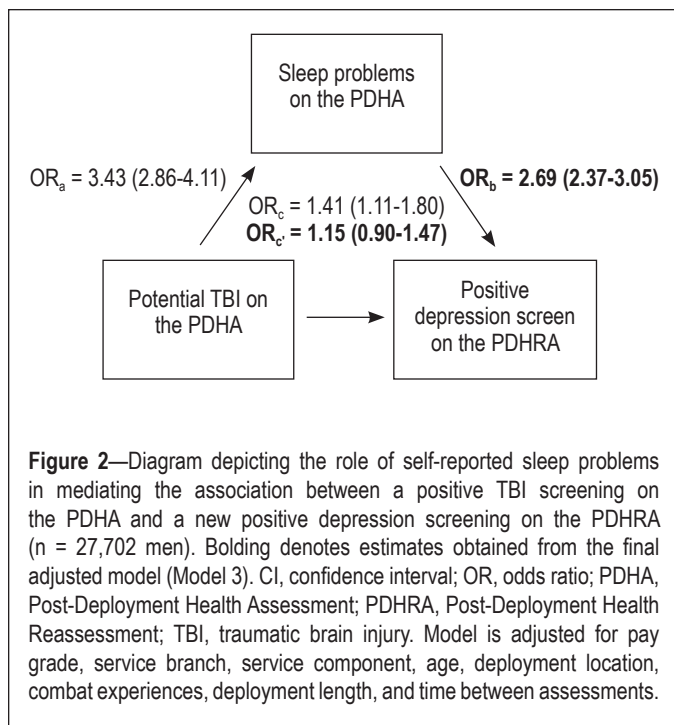 Sleep problems
on the PDHA
ORa = 3.43 (2.86-4.11)
ORb = 2.69 (2.37-3.05)
ORc = 1.41 (1.11-1.80)
ORc' = 1.15 (0.90-1.47)
Potential TBI on
the PDHA
Positive
depression screen
on the PDHRA
Figure 2—Diagram depicting the role of self-reported sleep problems
in mediating the association between a positive TBI screening on
the PDHA and a new positive depression screening on the PDHRA
(n = 27,702 men). Bolding denotes estimates obtained from the final
adjusted model (Model 3). CI, confidence interval; OR, odds ratio; PDHA,
Post-Deployment Health Assessment; PDHRA, Post-Deployment Health
Reassessment; TBI, traumatic brain injury. Model is adjusted for pay
grade, service branch, service component, age, deployment location,
combat experiences, deployment length, and time between assessments.